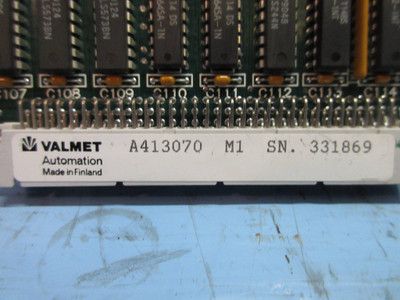 C107 C108 C109 C110 C111 C112 C113 C114
VALMET A413070 M1 SN. 331869
Automation
Made in Finland